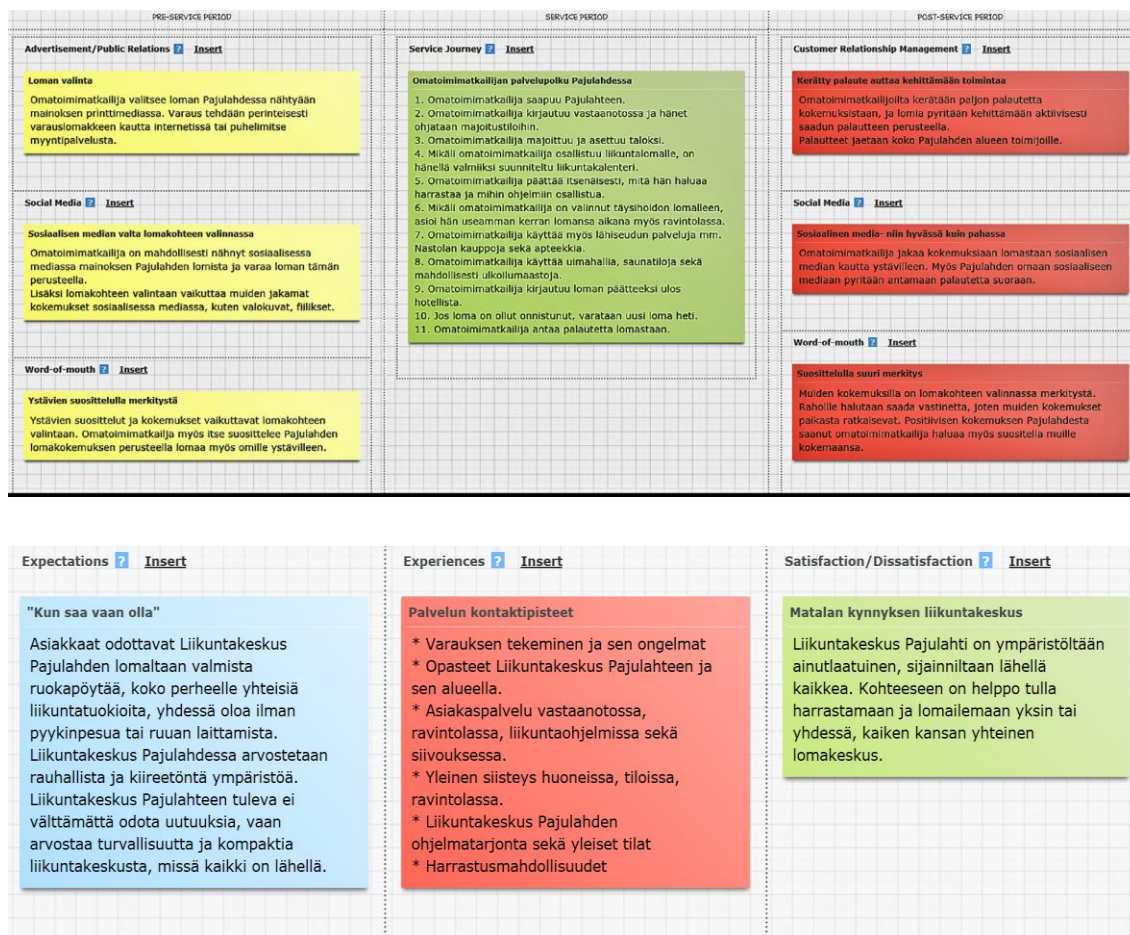 PRE-SERVICE PERIOD
SERVICE PERIOD
POST-SERVICE PERIOD
Advertisement/Public Relations ? Insert
Loman valinta
Omatoimimatkailija valitsee loman Pajulahdessa nähtyään
mainoksen printtimediassa. Varaus tehdään perinteisesti
varauslomakkeen kautta internetissä tai puhelimitse
myyntipalvelusta.
Social Media ? Insert
Sosiaalisen median valta lomakohteen valinnassa
Omatoimimatkailija on mahdollisesti nähnyt sosiaalisessa
mediassa mainoksen Pajulahden lomista ja varaa loman tämän
perusteella.
Lisäksi lomakohteen valintaan vaikuttaa muiden jakamat
kokemukset sosiaalisessa mediassa, kuten valokuvat, fiilikset.
Word-of-mouth ? Insert
Ystävien suosittelulla merkitystä
Ystävien suosittelut ja kokemukset vaikuttavat lomakohteen
valintaan. Omatoimimatkailja myös itse suosittelee Pajulahden
lomakokemuksen perusteella lomaa myös omille ystävilleen.
Service Journey ? Insert
Omatoimimatkailijan palvelupolku Pajulahdessa
1. Omatoimimatkailija saapuu Pajulahteen.
2. Omatoimimatkailija kirjautuu vastaanotossa ja hänet
ohjataan majoitustiloihin.
3. Omatoimimatkailija majoittuu ja asettuu taloksi.
4. Mikäli omatoimimatkailija osallistuu liikuntalomalle, on
hänellä valmiiksi suunniteltu liikuntakalenteri.
5. Omatoimimatkailija päättää itsenäisesti, mitä hän haluaa
harrastaa ja mihin ohjelmiin osallistua.
6. Mikäli omatoimimatkailija on valinnut täysihoidon lomalleen,
asioi hän useamman kerran lomansa aikana myös ravintolassa.
7. Omatoimimatkailija käyttää myös lähiseudun palveluja mm.
Nastolan kauppoja sekä apteekkia.
8. Omatoimimatkailija käyttää uimahallia, saunatiloja sekä
mahdollisesti ulkoilumaastoja.
9. Omatoimimatkailija kirjautuu loman päätteeksi ulos
hotellista.
10. Jos loma on ollut onnistunut, varataan uusi loma heti.
11. Omatoimimatkailija antaa palautetta lomastaan.
Customer Relationship Management ? Insert
Kerätty palaute auttaa kehittämään toimintaa
Omatoimimatkailijoilta kerätään paljon palautetta
kokemuksistaan, ja lomia pyritään kehittämään aktiivisesti
saadun palautteen perusteella.
Palautteet jaetaan koko Pajulahden alueen toimijoille.
Social Media ? Insert
Sosiaalinen media- niin hyvässä kuin pahassa
Omatoimimatkailija jakaa kokemuksiaan lomastaan sosiaalisen
median kautta ystävilleen. Myös Pajulahden omaan sosiaaliseen
mediaan pyritään antamaan palautetta suoraan.
Word-of-mouth ? Insert
Suosittelulla suuri merkitys
Muiden kokemuksilla on lomakohteen valinnassa merkitystä.
Rahoille halutaan saada vastinetta, joten muiden kokemukset
paikasta ratkaisevat. Positiivisen kokemuksen Pajulahdesta
saanut omatoimimatkailija haluaa myös suositella muille
kokemaansa.
Expectations ? Insert
"Kun saa vaan olla"
Asiakkaat odottavat Liikuntakeskus
Pajulahden lomaltaan valmista
ruokapöytää, koko perheelle yhteisiä
liikuntatuokioita, yhdessä oloa ilman
pyykinpesua tai ruuan laittamista.
Liikuntakeskus Pajulahdessa arvostetaan
rauhallista ja kiireetöntä ympäristöä.
Liikuntakeskus Pajulahteen tuleva ei
välttämättä odota uutuuksia, vaan
arvostaa turvallisuutta ja kompaktia
liikuntakeskusta, missä kaikki on lähellä.
Experiences ? Insert
Palvelun kontaktipisteet
* Varauksen tekeminen ja sen ongelmat
* Opasteet Liikuntakeskus Pajulahteen ja
sen alueella.
* Asiakaspalvelu vastaanotossa,
ravintolassa, liikuntaohjelmissa sekä
siivouksessa.
* Yleinen siisteys huoneissa, tiloissa,
ravintolassa.
* Liikuntakeskus Pajulahden
ohjelmatarjonta sekä yleiset tilat
* Harrastusmahdollisuudet
Satisfaction/Dissatisfaction ? Insert
Matalan kynnyksen liikuntakeskus
Liikuntakeskus Pajulahti on ympäristöltään
ainutlaatuinen, sijainniltaan lähellä
kaikkea. Kohteeseen on helppo tulla
harrastamaan ja lomailemaan yksin tai
yhdessä, kaiken kansan yhteinen
lomakeskus.